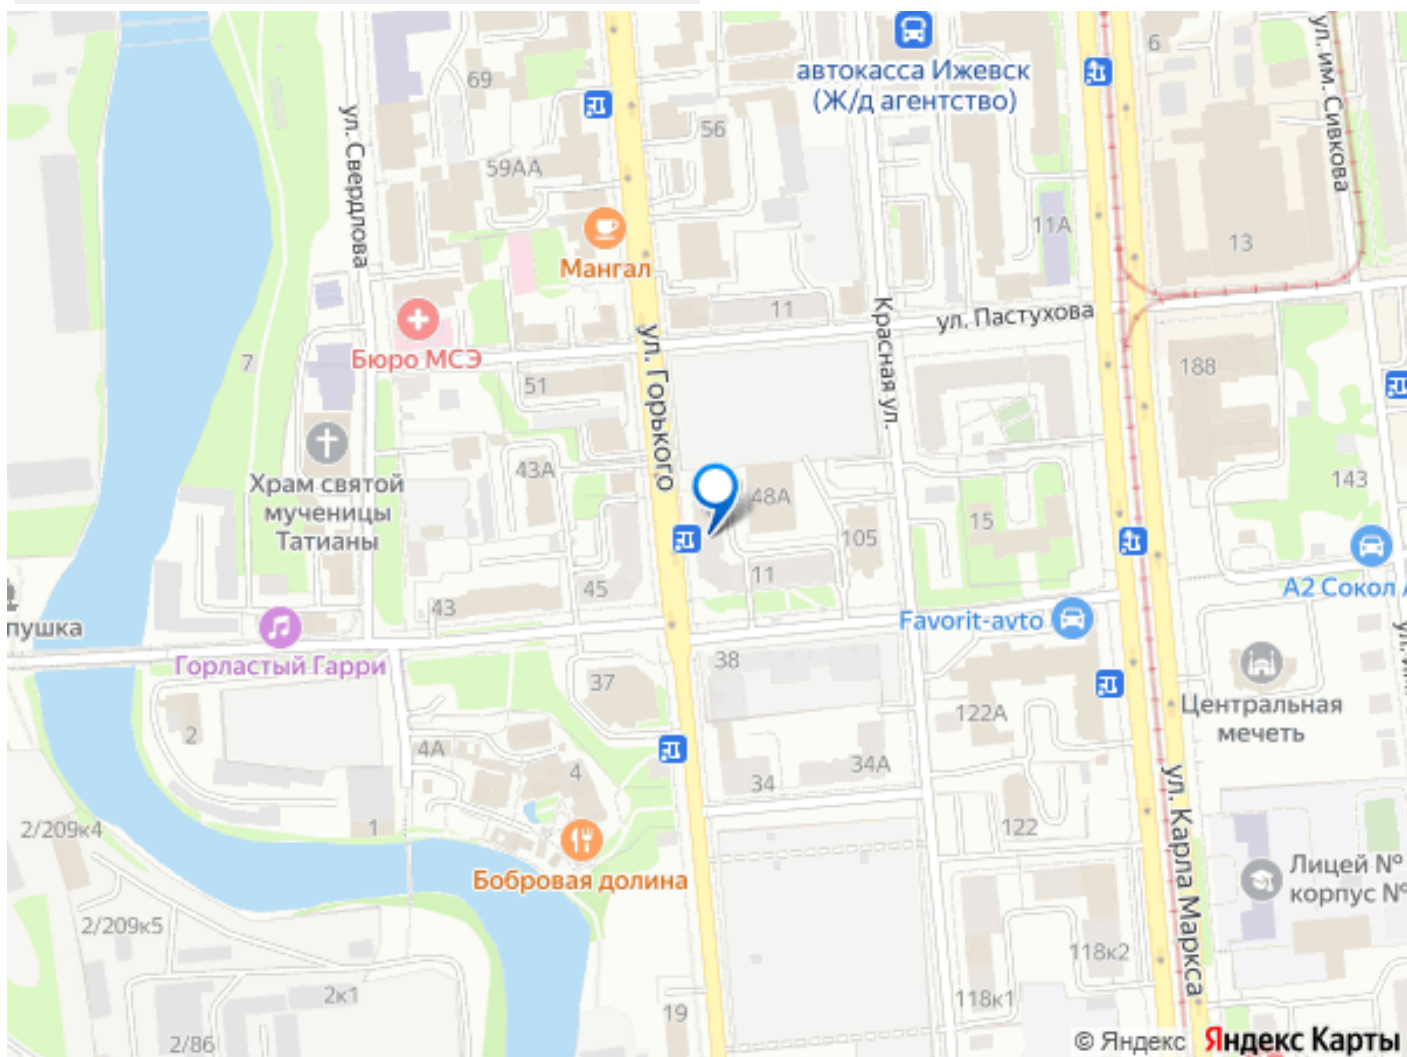 автокасса Ижевск
(Ж/д агентство)
6
ул. им. Сивкова
69
ул. Свердлова
56
59АА
11А
13
Мангал
11
ул. Пастухова
Красная ул.
Бюро МСЭ
ул. Горького
7
51
188
43А
48А
143
Храм святой
мученицы
Татианы
15
105
11
45
43
А2 Сокол А
Favorit-avto
пушка
Горластый Гарри
38
37
122А
Центральная
мечеть
2
4А
4
34А
34
ул. Карла Маркса
2/209к4
1
122
Бобровая долина
Лицей №
корпус №
2/209к5
118к2
2к1
118к1
19
2/86
© Яндекс Яндекс Карты